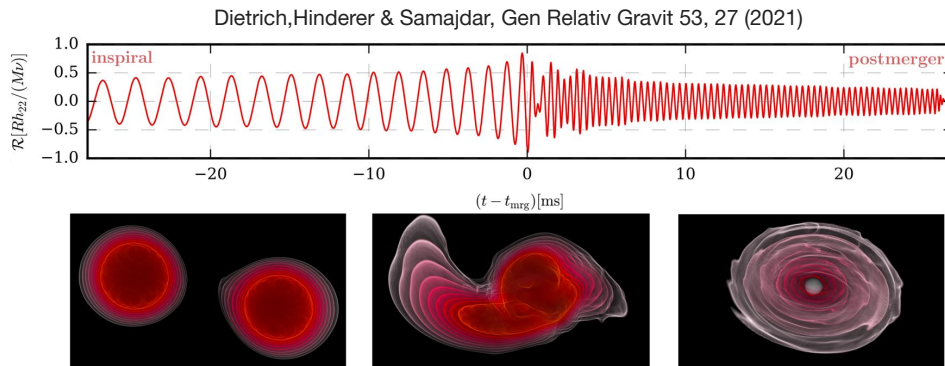 Dietrich,Hinderer & Samajdar, Gen Relativ Gravit 53, 27 (2021)
1.0
inspiral
postmerger
0.5
0.0
−0.5
−1.0
ℛ[Rh₂₂/(Mν)]
−20
−10
0
10
20
(t − t_mrg)[ms]